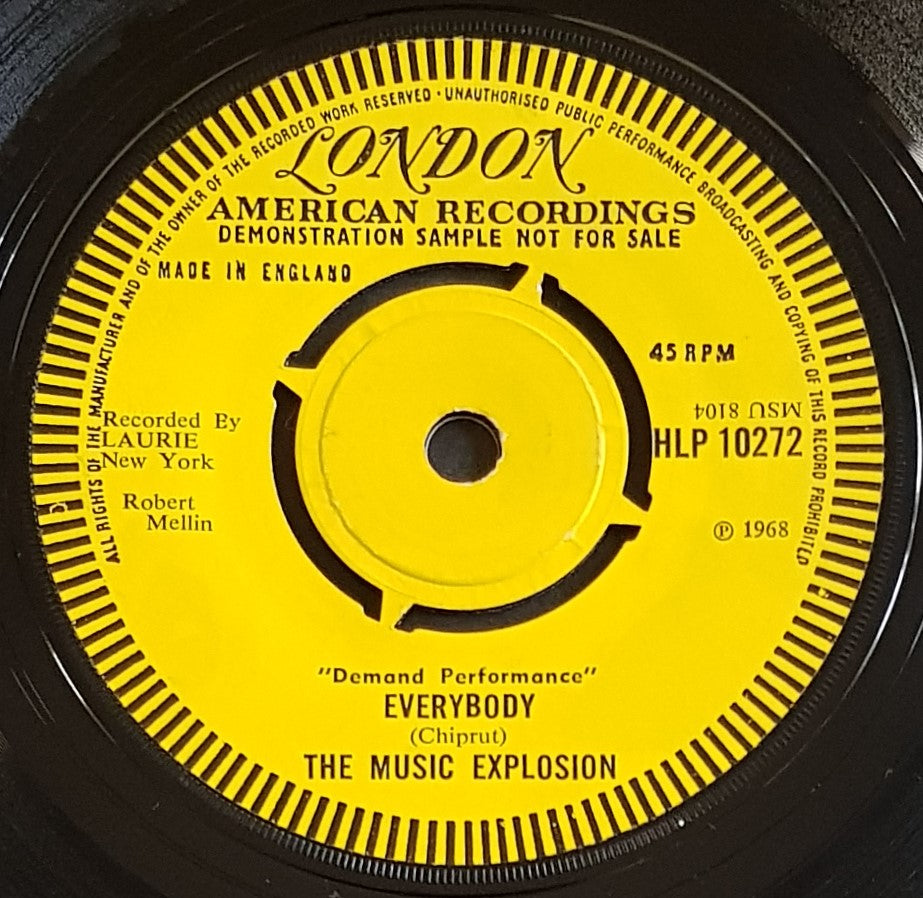 ALL RIGHTS OF THE MANUFACTURER AND OF THE OWNER OF THE RECORDED WORK RESERVED · UNAUTHORISED PUBLIC PERFORMANCE BROADCASTING AND COPYING OF THIS RECORD PROHIBITED
LONDON
AMERICAN RECORDINGS
DEMONSTRATION SAMPLE NOT FOR SALE
MADE IN ENGLAND
45 RPM
MSU 8104
HLP 10272
Recorded By
LAURIE
New York
Robert
Mellin
℗ 1968
"Demand Performance"
EVERYBODY
(Chiprut)
THE MUSIC EXPLOSION